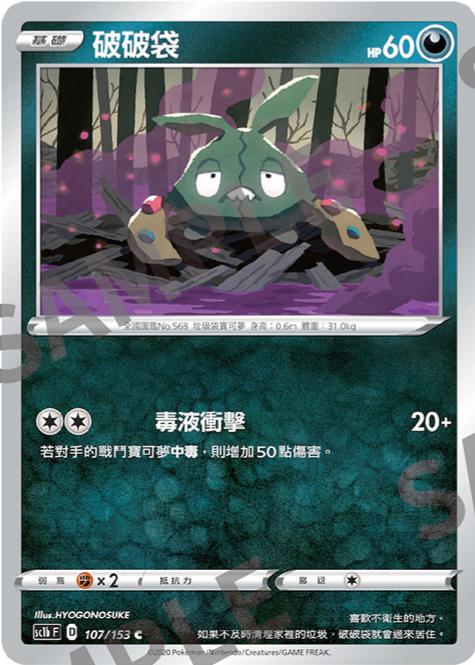 基礎 破破袋 HP60
全國圖鑑No.568 垃圾袋寶可夢 身高：0.6m 體重：31.0kg
毒液衝擊 20+
若對手的戰鬥寶可夢中毒，則增加50點傷害。
弱點 ×2 抵抗力 撤退
Illus.HYOGONOSUKE
sc1b F D 107/153 C
喜歡不衛生的地方。
如果不及時清理家裡的垃圾，破破袋就會過來居住。
©2020 Pokémon/Nintendo/Creatures/GAME FREAK.
SAMPLE